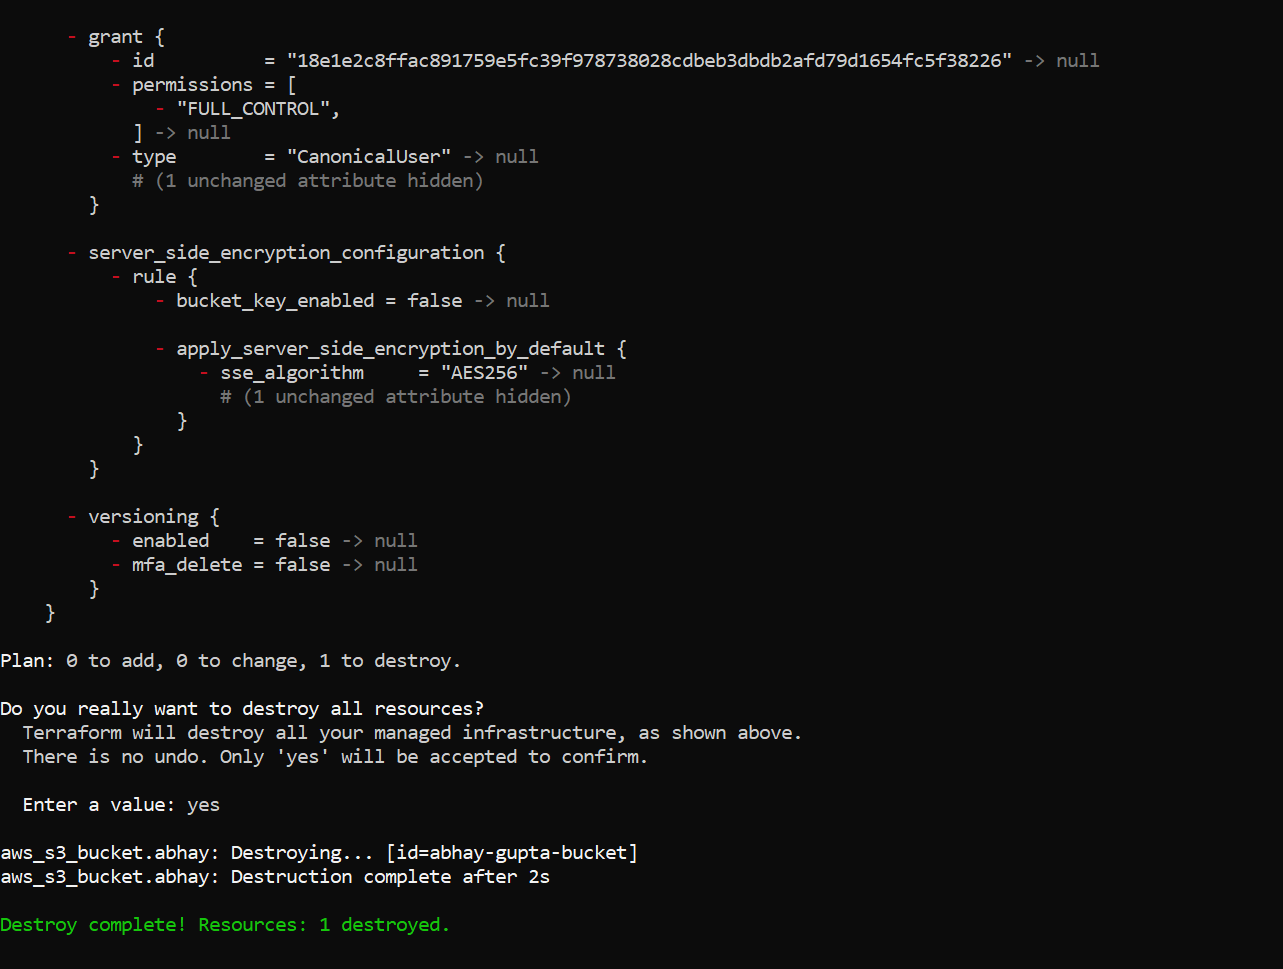 - grant {
- id = "18e1e2c8ffac891759e5fc39f978738028cdbeb3dbdb2afd79d1654fc5f38226" -> null
- permissions = [
- "FULL_CONTROL",
] -> null
- type = "CanonicalUser" -> null
# (1 unchanged attribute hidden)
}
- server_side_encryption_configuration {
- rule {
- bucket_key_enabled = false -> null
- apply_server_side_encryption_by_default {
- sse_algorithm = "AES256" -> null
# (1 unchanged attribute hidden)
}
}
}
- versioning {
- enabled = false -> null
- mfa_delete = false -> null
}
}
Plan: 0 to add, 0 to change, 1 to destroy.
Do you really want to destroy all resources?
Terraform will destroy all your managed infrastructure, as shown above.
There is no undo. Only 'yes' will be accepted to confirm.
Enter a value: yes
aws_s3_bucket.abhay: Destroying... [id=abhay-gupta-bucket]
aws_s3_bucket.abhay: Destruction complete after 2s
Destroy complete! Resources: 1 destroyed.